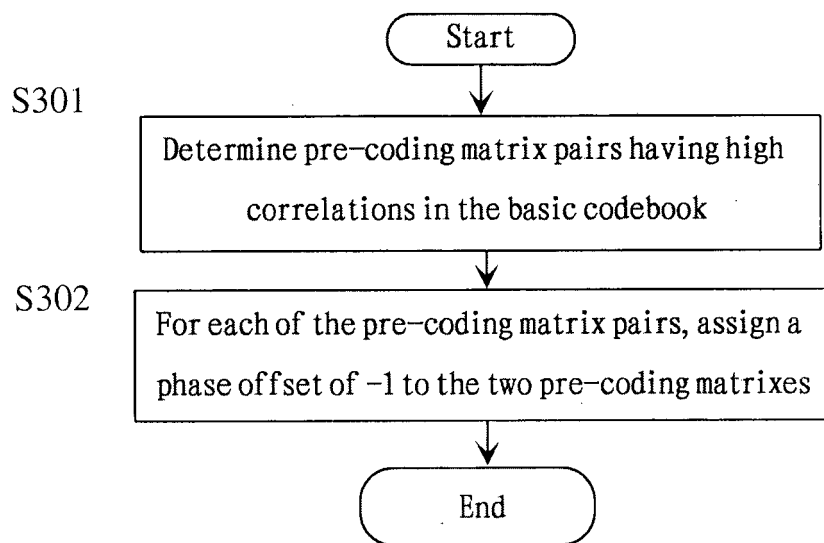 Start
S301
Determine pre-coding matrix pairs having high
correlations in the basic codebook
S302
For each of the pre-coding matrix pairs, assign a
phase offset of -1 to the two pre-coding matrixes
End